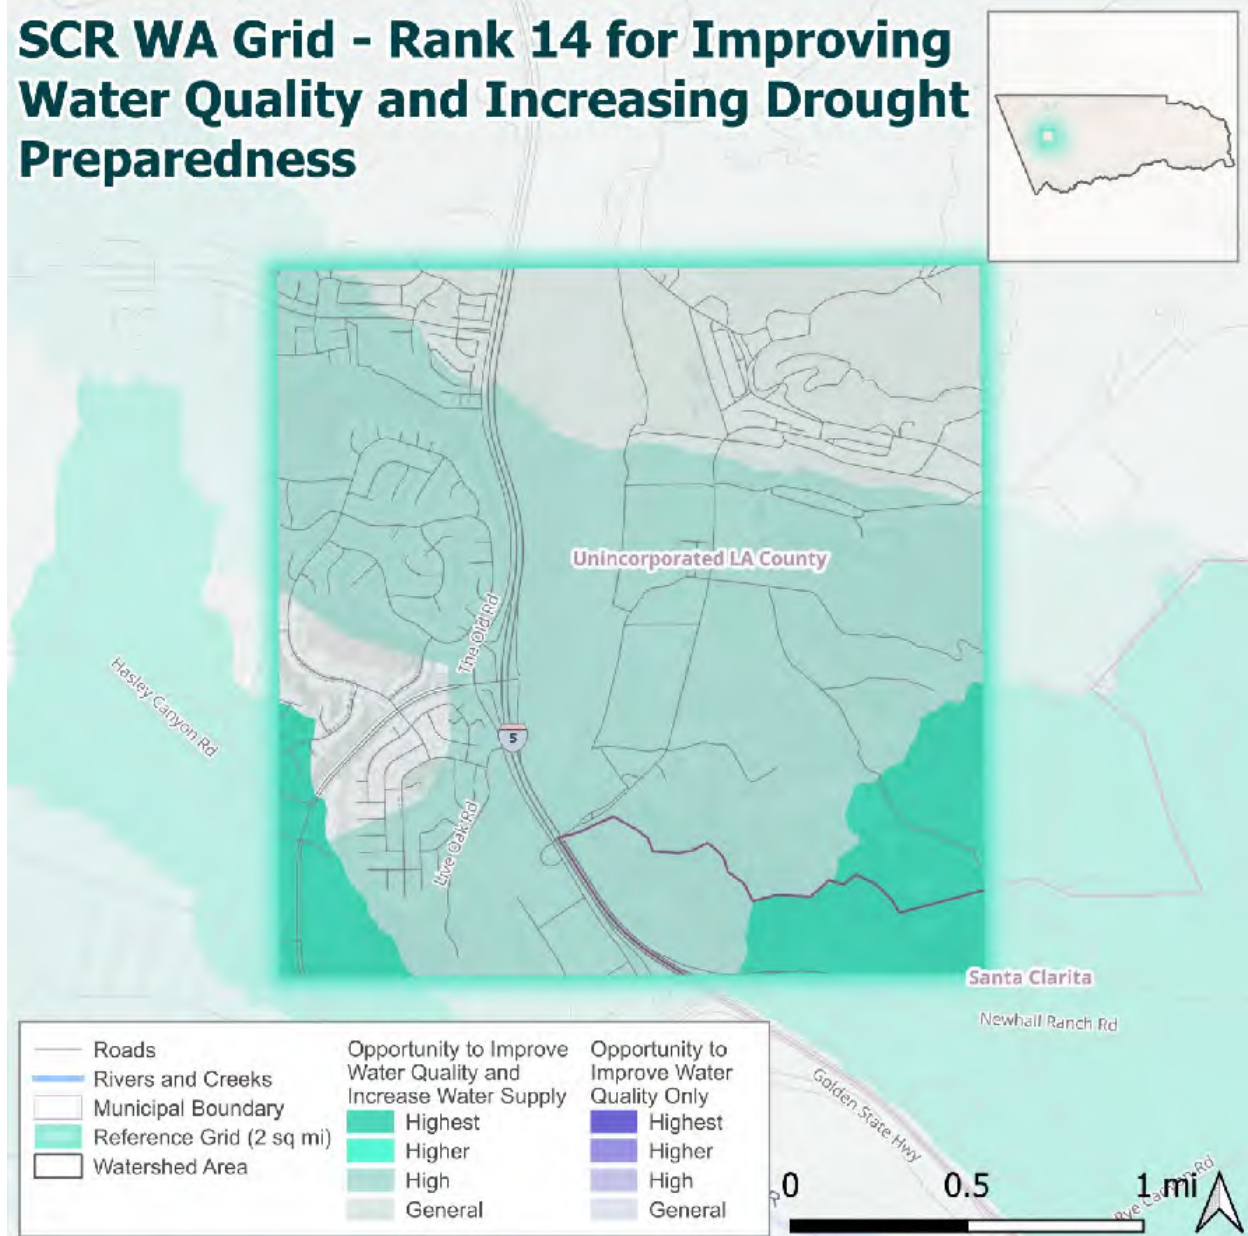 SCR WA Grid - Rank 14 for Improving
Water Quality and Increasing Drought
Preparedness
Unincorporated LA County
The Old Rd
Hasley Canyon Rd
5
Live Oak Rd
Santa Clarita
Newhall Ranch Rd
Golden State Hwy
Rye Canyon Rd
Roads
Rivers and Creeks
Municipal Boundary
Reference Grid (2 sq mi)
Watershed Area
Opportunity to Improve
Water Quality and
Increase Water Supply
Highest
Higher
High
General
Opportunity to
Improve Water
Quality Only
Highest
Higher
High
General
0 0.5 1 mi